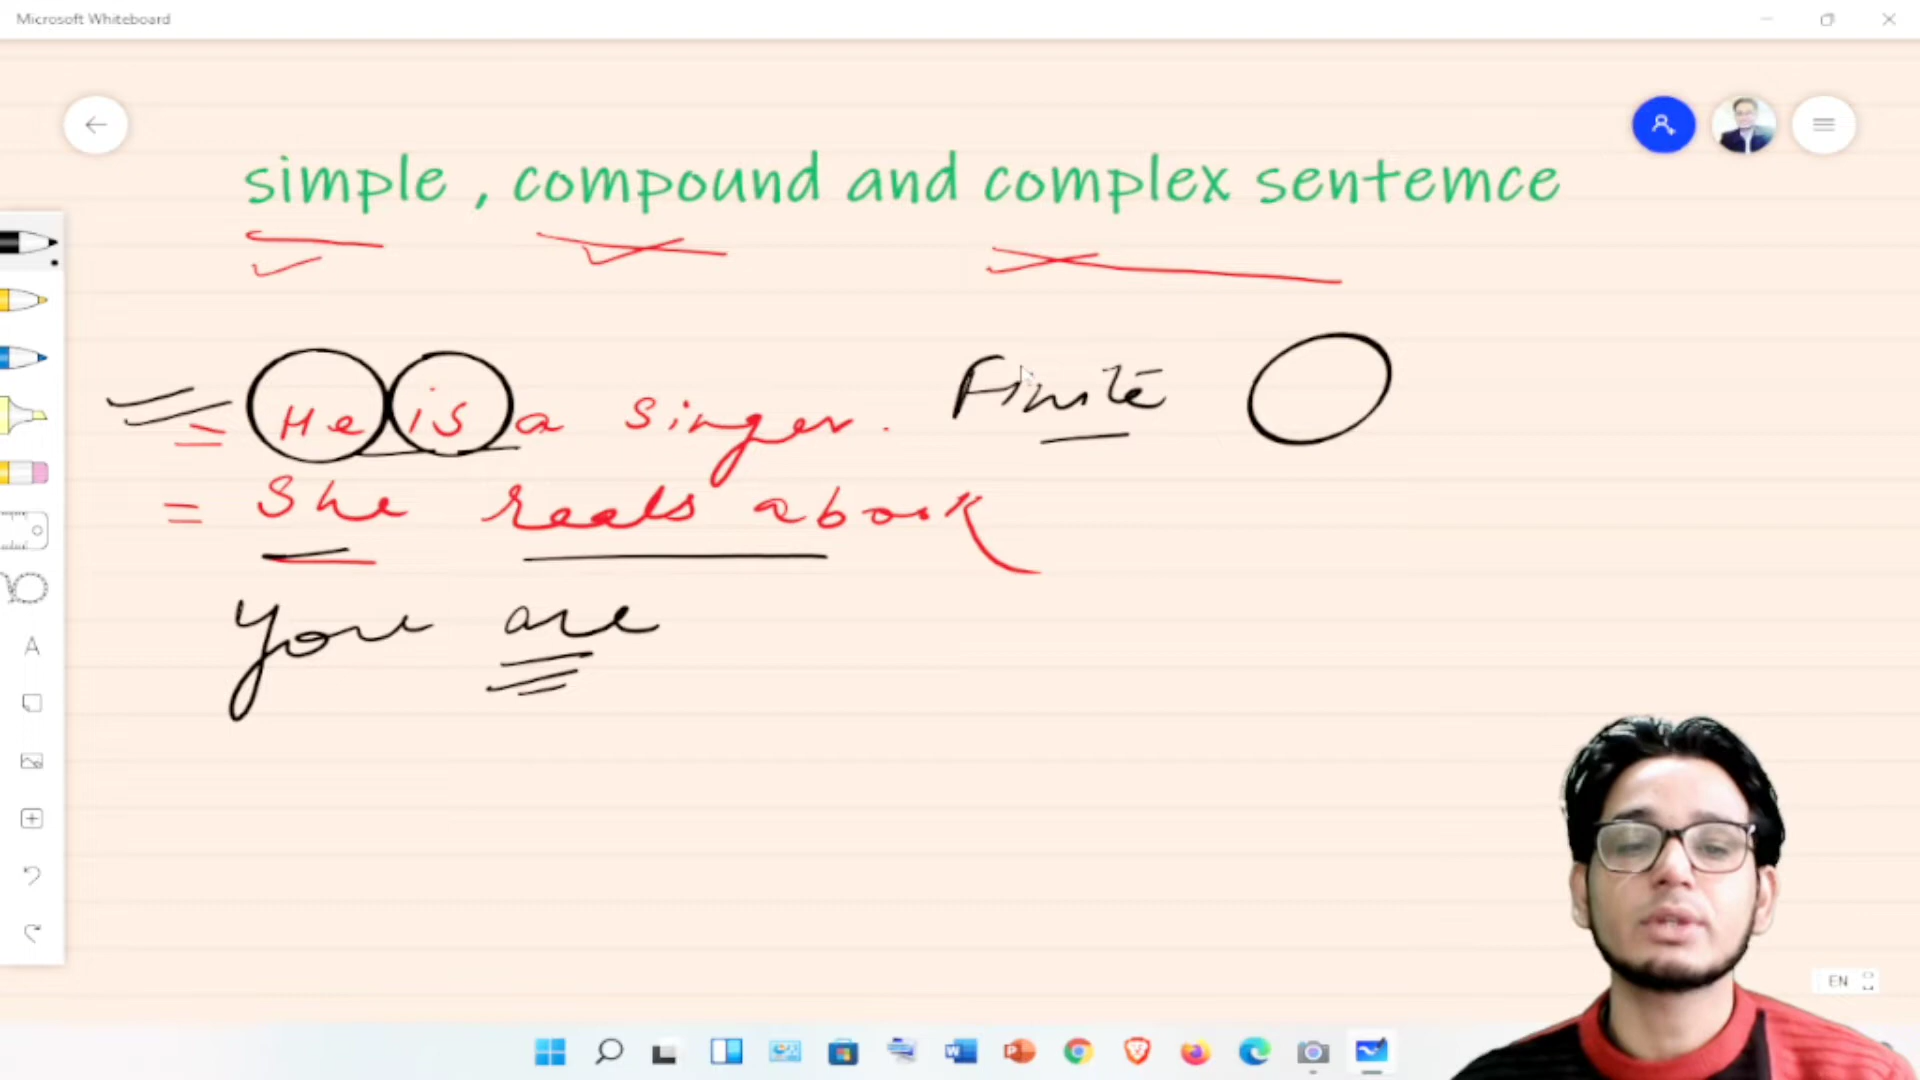 Microsoft Whiteboard
simple , compound and complex sentemce
= He is a singer. Finite
= She reads a book
you are
A
EN